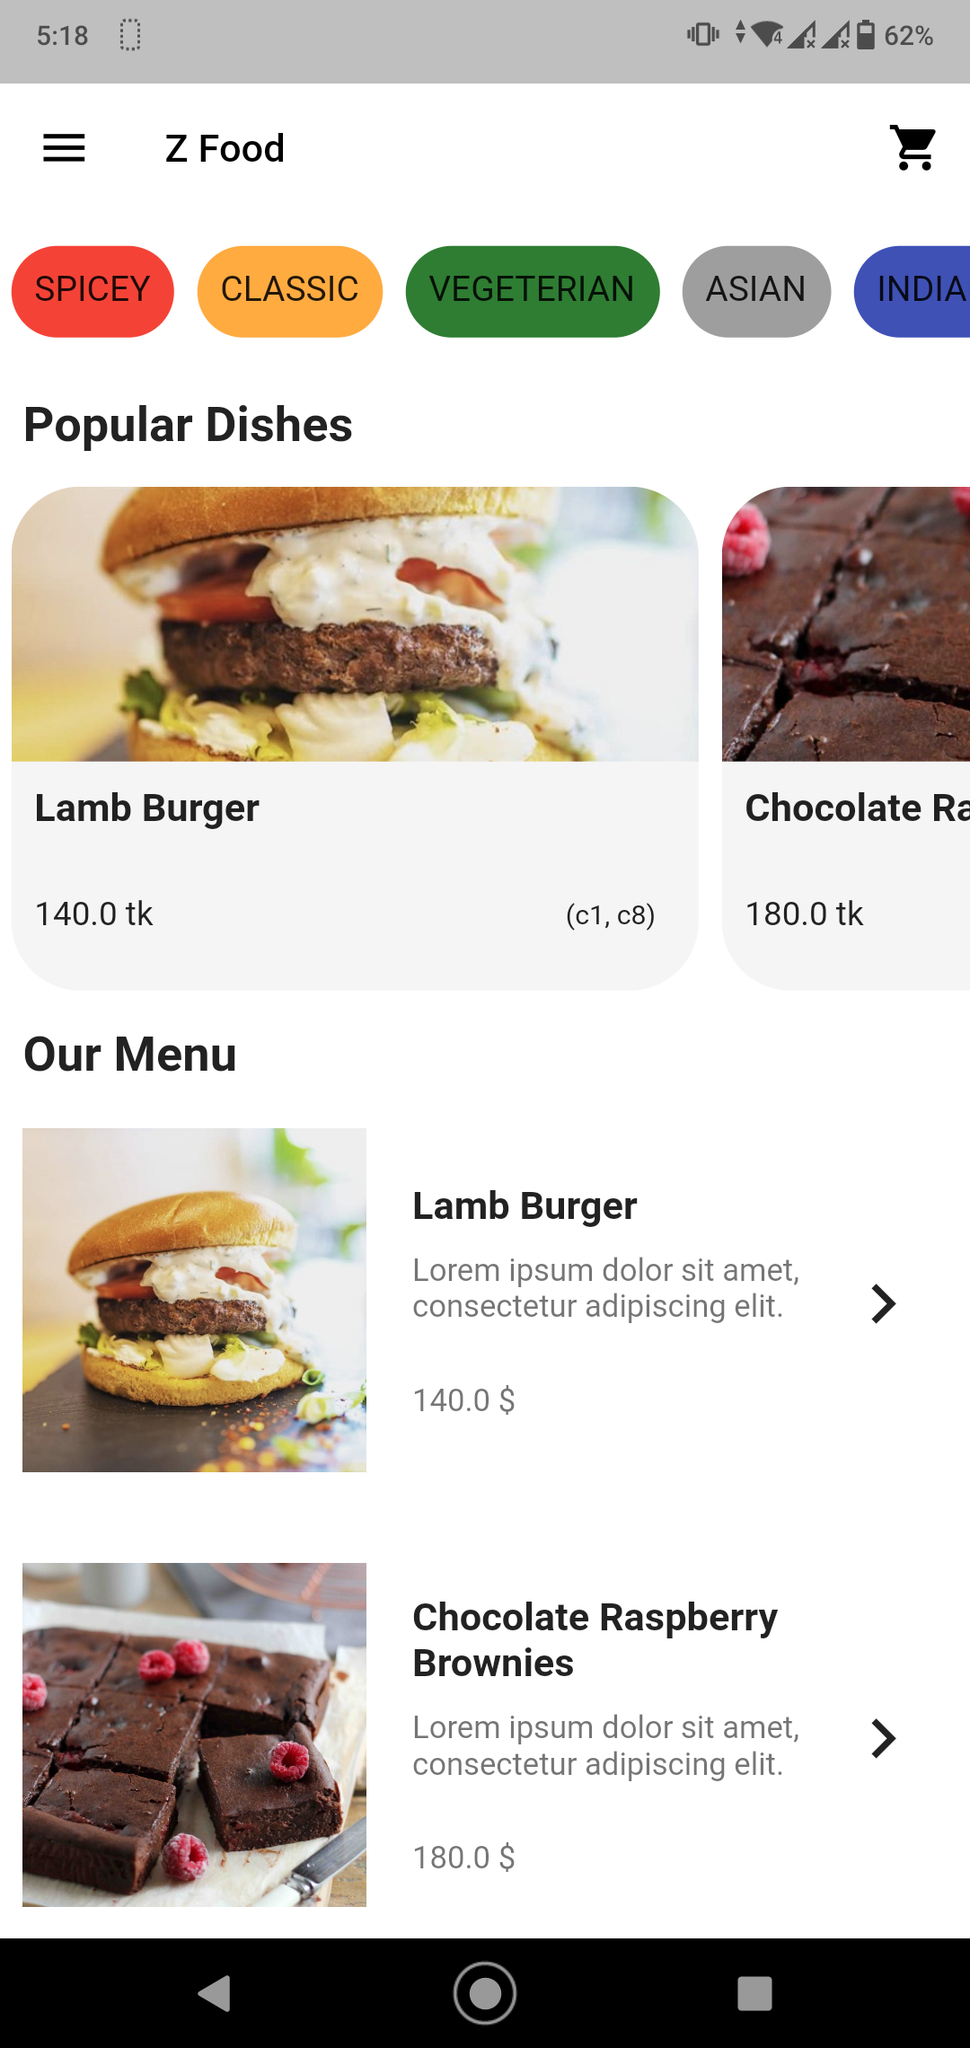 5:18
4
62%
Z Food
SPICEY
CLASSIC
VEGETERIAN
ASIAN
INDIA
Popular Dishes
Lamb Burger
140.0 tk
(c1, c8)
Chocolate Ra
180.0 tk
Our Menu
Lamb Burger
Lorem ipsum dolor sit amet,
consectetur adipiscing elit.
140.0 $
Chocolate Raspberry
Brownies
Lorem ipsum dolor sit amet,
consectetur adipiscing elit.
180.0 $